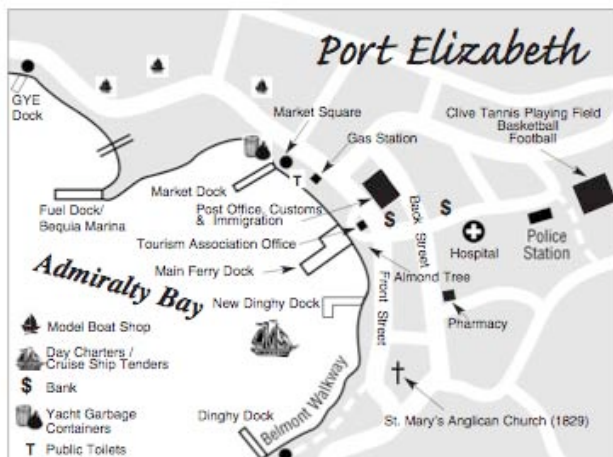 Port Elizabeth
GYE
Dock
Market Square
Gas Station
Clive Tannis Playing Field
Basketball
Football
Market Dock
T
Fuel Dock/
Bequia Marina
Post Office, Customs
& Immigration
$
$
Back Street
Hospital
Police
Station
Tourism Association Office
Main Ferry Dock
Almond Tree
Admiralty Bay
New Dinghy Dock
Front Street
Pharmacy
Model Boat Shop
Day Charters /
Cruise Ship Tenders
$ Bank
Yacht Garbage
Containers
T Public Toilets
Dinghy Dock
Belmont Walkway
St. Mary's Anglican Church (1829)